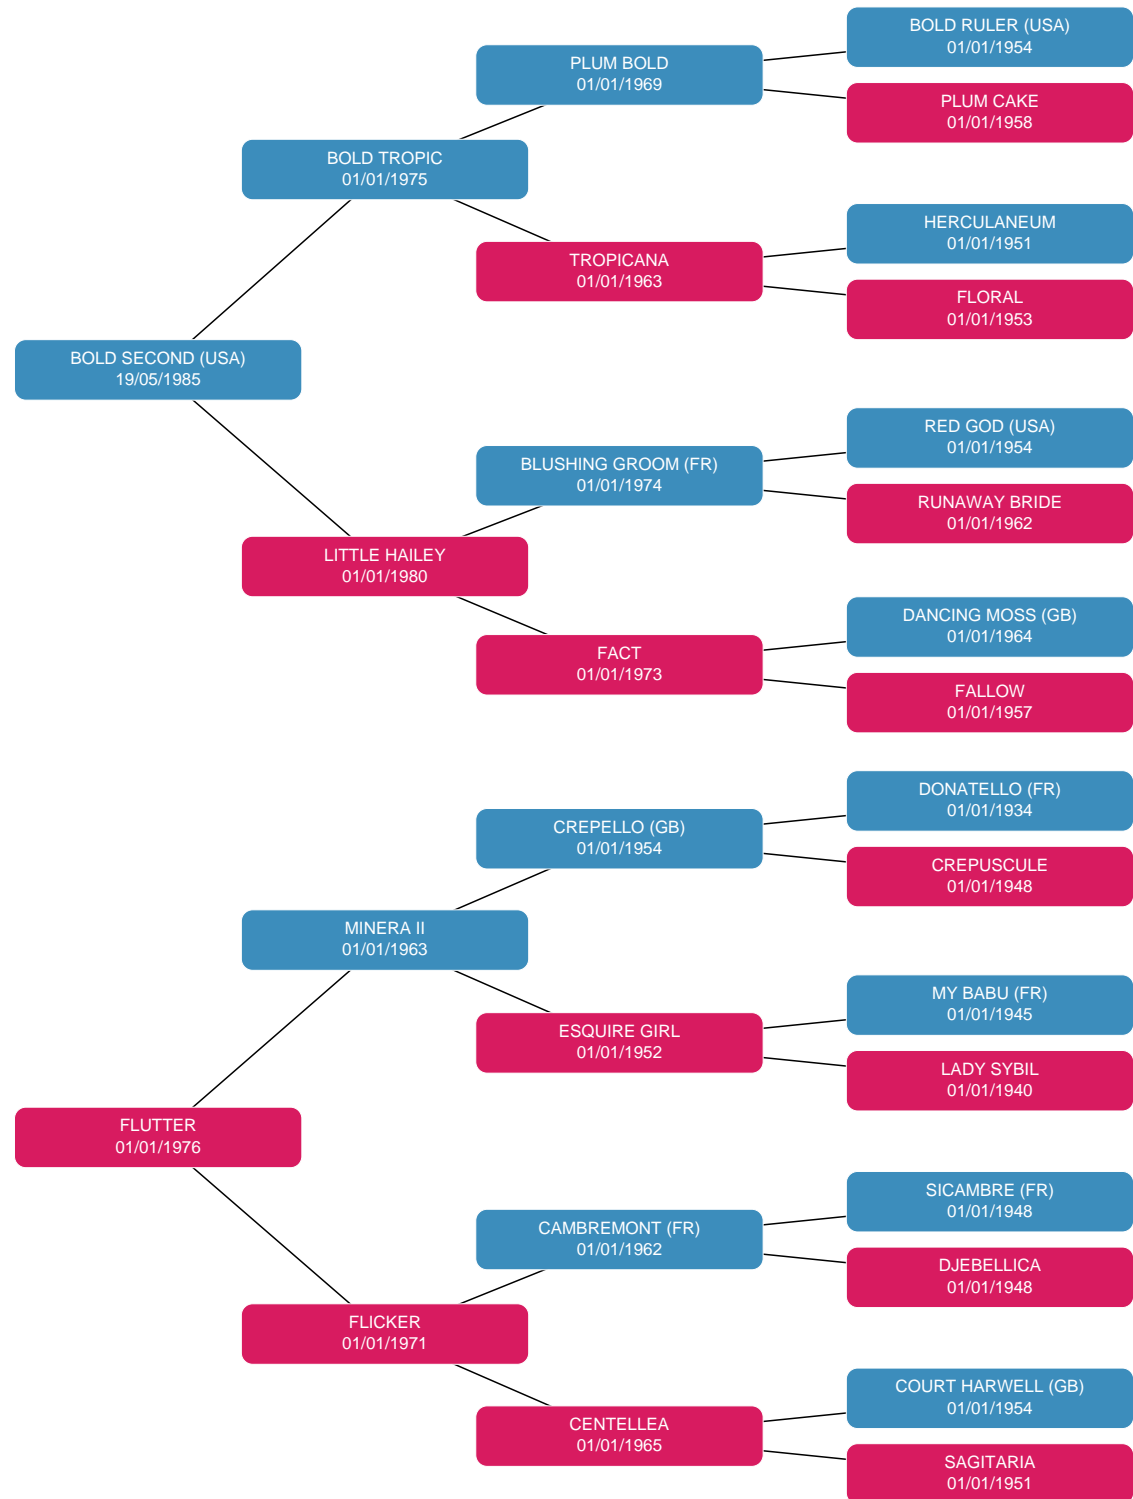 BOLD RULER (USA)
01/01/1954
PLUM BOLD
01/01/1969
PLUM CAKE
01/01/1958
BOLD TROPIC
01/01/1975
HERCULANEUM
01/01/1951
TROPICANA
01/01/1963
FLORAL
01/01/1953
BOLD SECOND (USA)
19/05/1985
RED GOD (USA)
01/01/1954
BLUSHING GROOM (FR)
01/01/1974
RUNAWAY BRIDE
01/01/1962
LITTLE HAILEY
01/01/1980
DANCING MOSS (GB)
01/01/1964
FACT
01/01/1973
FALLOW
01/01/1957
DONATELLO (FR)
01/01/1934
CREPELLO (GB)
01/01/1954
CREPUSCULE
01/01/1948
MINERA II
01/01/1963
MY BABU (FR)
01/01/1945
ESQUIRE GIRL
01/01/1952
LADY SYBIL
01/01/1940
FLUTTER
01/01/1976
SICAMBRE (FR)
01/01/1948
CAMBREMONT (FR)
01/01/1962
DJEBELLICA
01/01/1948
FLICKER
01/01/1971
COURT HARWELL (GB)
01/01/1954
CENTELLEA
01/01/1965
SAGITARIA
01/01/1951